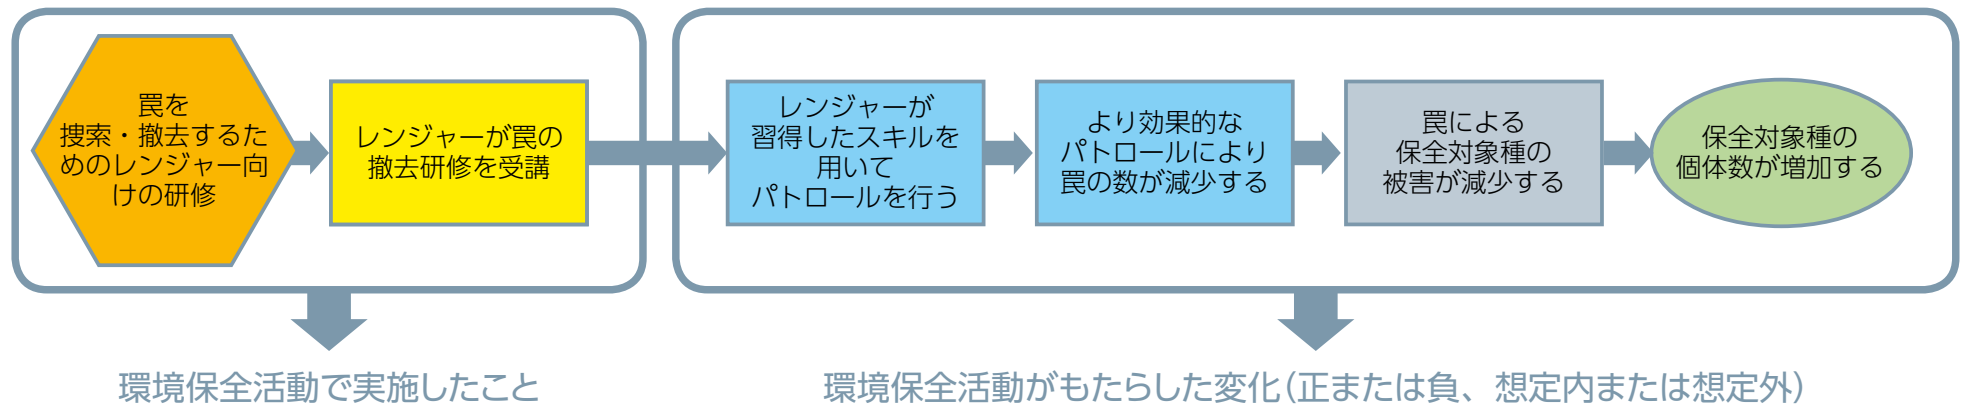 罠を
捜索・撤去するた
めのレンジャー向
けの研修
レンジャーが罠の
撤去研修を受講
レンジャーが
習得したスキルを
用いて
パトロールを行う
より効果的な
パトロールにより
罠の数が減少する
罠による
保全対象種の
被害が減少する
保全対象種の
個体数が増加する
環境保全活動で実施したこと
環境保全活動がもたらした変化(正または負、想定内または想定外)